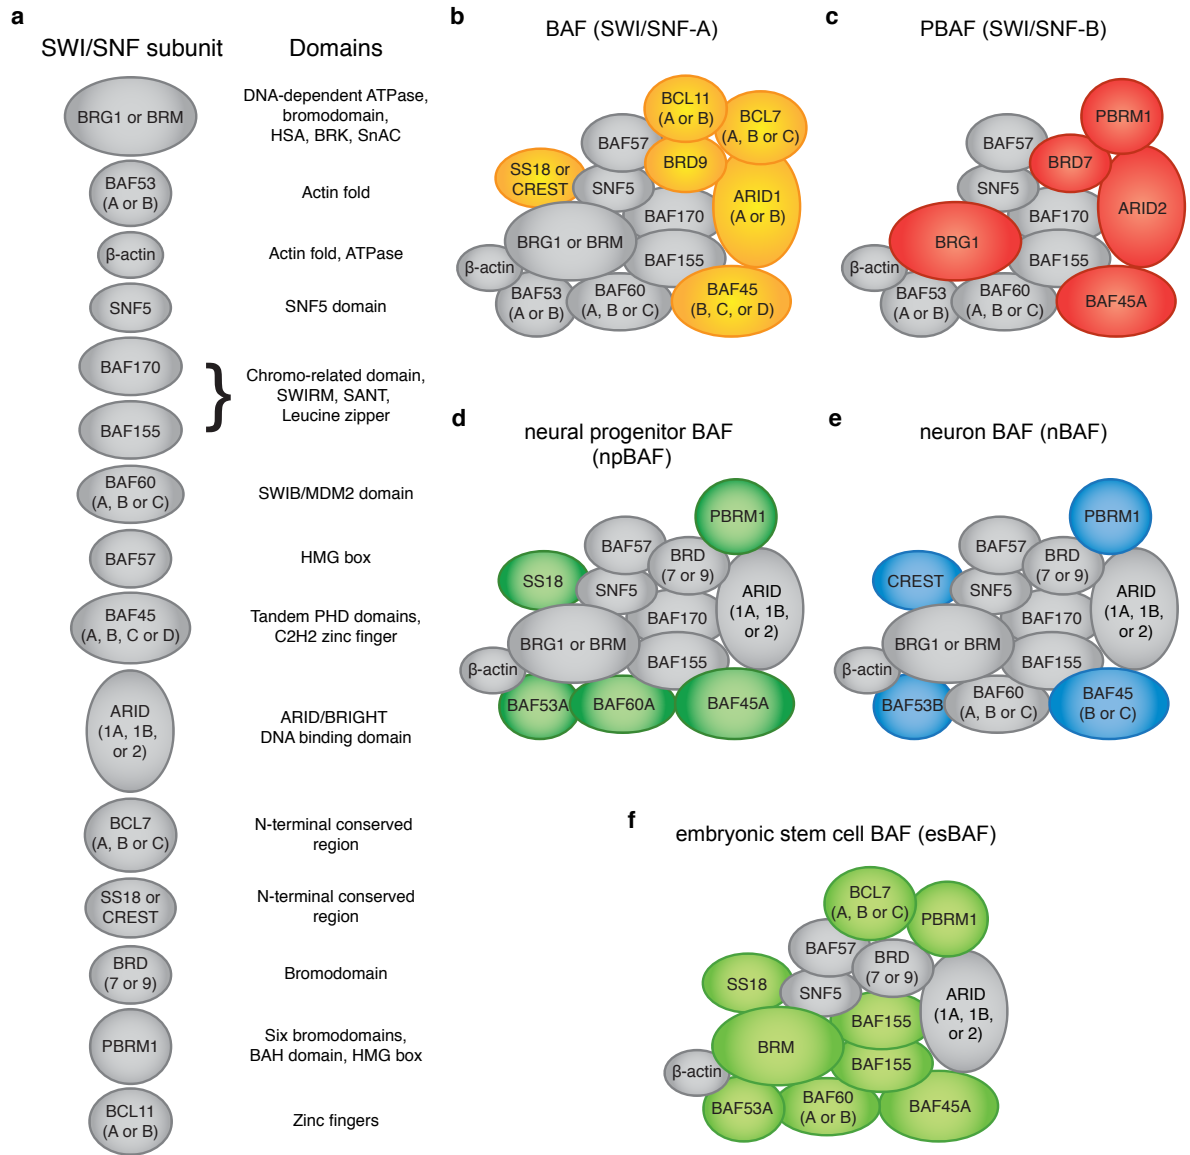 a
SWI/SNF subunit
Domains
BRG1 or BRM
DNA-dependent ATPase,
bromodomain,
HSA, BRK, SnAC
BAF53
(A or B)
Actin fold
β-actin
Actin fold, ATPase
SNF5
SNF5 domain
BAF170
BAF155
}
Chromo-related domain,
SWIRM, SANT,
Leucine zipper
BAF60
(A, B or C)
SWIB/MDM2 domain
BAF57
HMG box
BAF45
(A, B, C or D)
Tandem PHD domains,
C2H2 zinc finger
ARID
(1A, 1B,
or 2)
ARID/BRIGHT
DNA binding domain
BCL7
(A, B or C)
N-terminal conserved
region
SS18 or
CREST
N-terminal conserved
region
BRD
(7 or 9)
Bromodomain
PBRM1
Six bromodomains,
BAH domain, HMG box
BCL11
(A or B)
Zinc fingers
b
BAF (SWI/SNF-A)
BCL11
(A or B)
BCL7
(A, B or C)
BAF57
BRD9
SS18 or
CREST
SNF5
ARID1
(A or B)
BAF170
BRG1 or BRM
BAF155
β-actin
BAF53
(A or B)
BAF60
(A, B or C)
BAF45
(B, C, or D)
c
PBAF (SWI/SNF-B)
PBRM1
BAF57
BRD7
SNF5
ARID2
BAF170
BRG1
BAF155
β-actin
BAF53
(A or B)
BAF60
(A, B or C)
BAF45A
d
neural progenitor BAF
(npBAF)
PBRM1
BAF57
BRD
(7 or 9)
SS18
SNF5
ARID
(1A, 1B,
or 2)
BAF170
BRG1 or BRM
BAF155
β-actin
BAF53A
BAF60A
BAF45A
e
neuron BAF (nBAF)
PBRM1
BAF57
BRD
(7 or 9)
CREST
SNF5
ARID
(1A, 1B,
or 2)
BAF170
BRG1 or BRM
BAF155
β-actin
BAF53B
BAF60
(A, B or C)
BAF45
(B or C)
f
embryonic stem cell BAF (esBAF)
BCL7
(A, B or C)
PBRM1
BAF57
BRD
(7 or 9)
SS18
SNF5
ARID
(1A, 1B,
or 2)
BAF155
BRM
BAF155
β-actin
BAF53A
BAF60
(A or B)
BAF45A